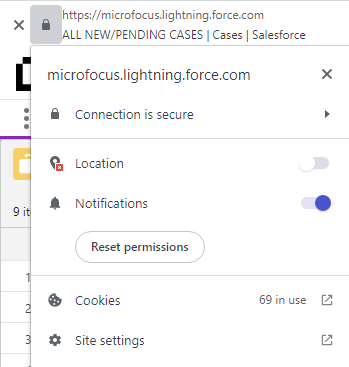 https://microfocus.lightning.force.com
ALL NEW/PENDING CASES | Cases | Salesforce
microfocus.lightning.force.com
Connection is secure
Location
Notifications
9 it
Reset permissions
1
Cookies 69 in use
2
Site settings
3